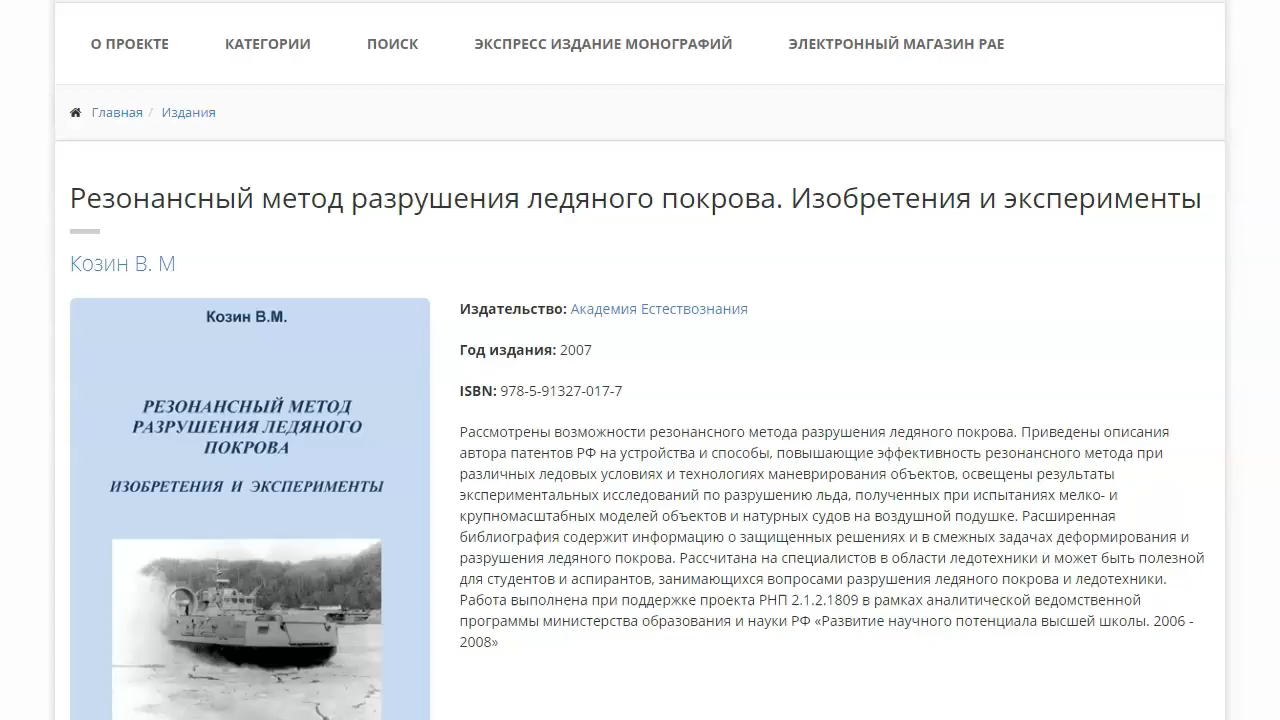 О ПРОЕКТЕ КАТЕГОРИИ ПОИСК ЭКСПРЕСС ИЗДАНИЕ МОНОГРАФИЙ ЭЛЕКТРОННЫЙ МАГАЗИН РАЕ
Главная / Издания
Резонансный метод разрушения ледяного покрова. Изобретения и эксперименты
Козин В. М
Козин В.М.
РЕЗОНАНСНЫЙ МЕТОД
РАЗРУШЕНИЯ ЛЕДЯНОГО
ПОКРОВА
ИЗОБРЕТЕНИЯ И ЭКСПЕРИМЕНТЫ
Издательство: Академия Естествознания
Год издания: 2007
ISBN: 978-5-91327-017-7
Рассмотрены возможности резонансного метода разрушения ледяного покрова. Приведены описания
автора патентов РФ на устройства и способы, повышающие эффективность резонансного метода при
различных ледовых условиях и технологиях маневрирования объектов, освещены результаты
экспериментальных исследований по разрушению льда, полученных при испытаниях мелко- и
крупномасштабных моделей объектов и натурных судов на воздушной подушке. Расширенная
библиография содержит информацию о защищенных решениях и в смежных задачах деформирования и
разрушения ледяного покрова. Рассчитана на специалистов в области ледотехники и может быть полезной
для студентов и аспирантов, занимающихся вопросами разрушения ледяного покрова и ледотехники.
Работа выполнена при поддержке проекта РНП 2.1.2.1809 в рамках аналитической ведомственной
программы министерства образования и науки РФ «Развитие научного потенциала высшей школы. 2006 -
2008»